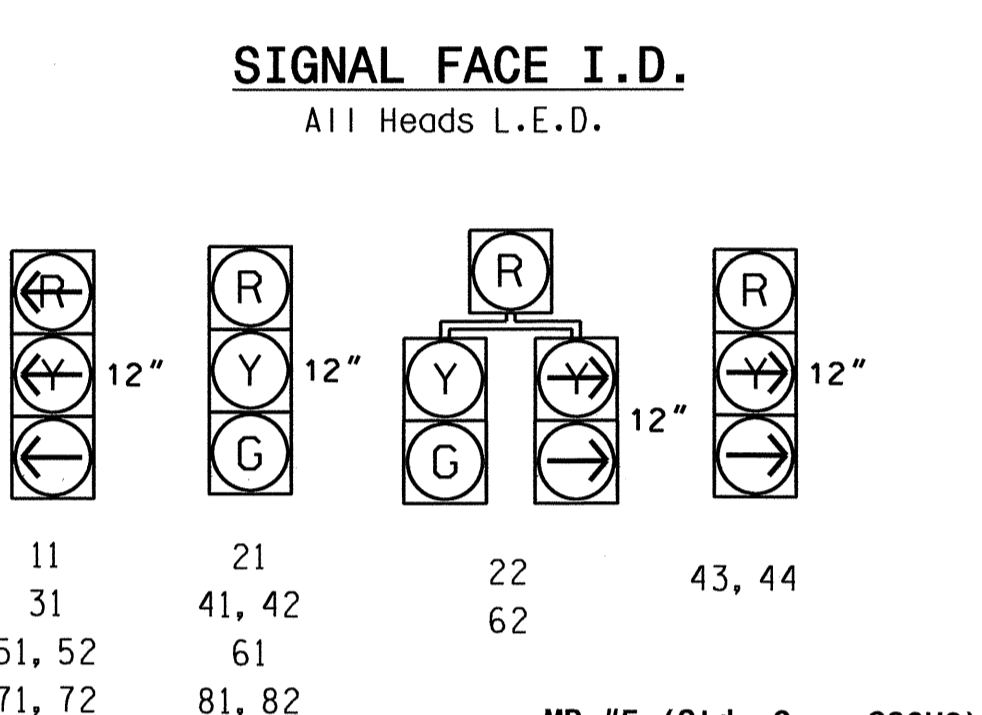 SIGNAL FACE I.D.
All Heads L.E.D.
R
Y
12"
R
Y
G
12"
R
Y
G
Y
12"
R
Y
12"
11
31
51, 52
71, 72
21
41, 42
61
81, 82
22
62
43, 44